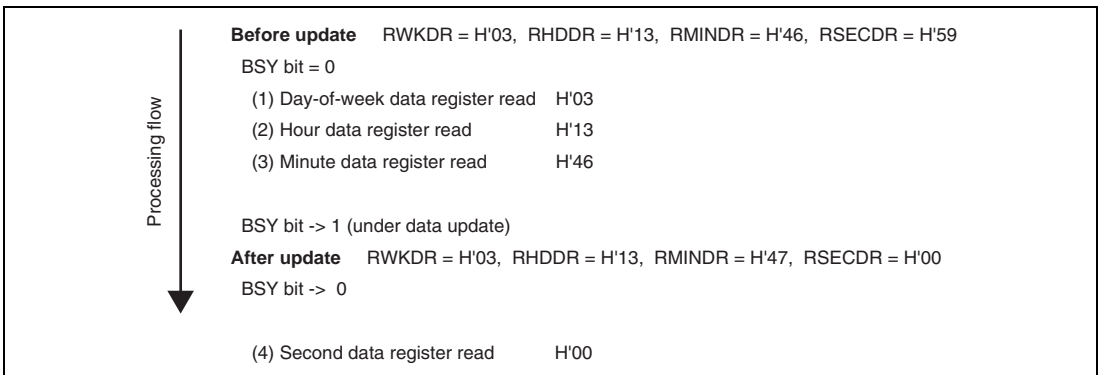 Before update RWKDR = H'03, RHDDR = H'13, RMINDR = H'46, RSECDR = H'59
BSY bit = 0
(1) Day-of-week data register read H'03
(2) Hour data register read H'13
(3) Minute data register read H'46
Processing flow
BSY bit -> 1 (under data update)
After update RWKDR = H'03, RHDDR = H'13, RMINDR = H'47, RSECDR = H'00
BSY bit -> 0
(4) Second data register read H'00